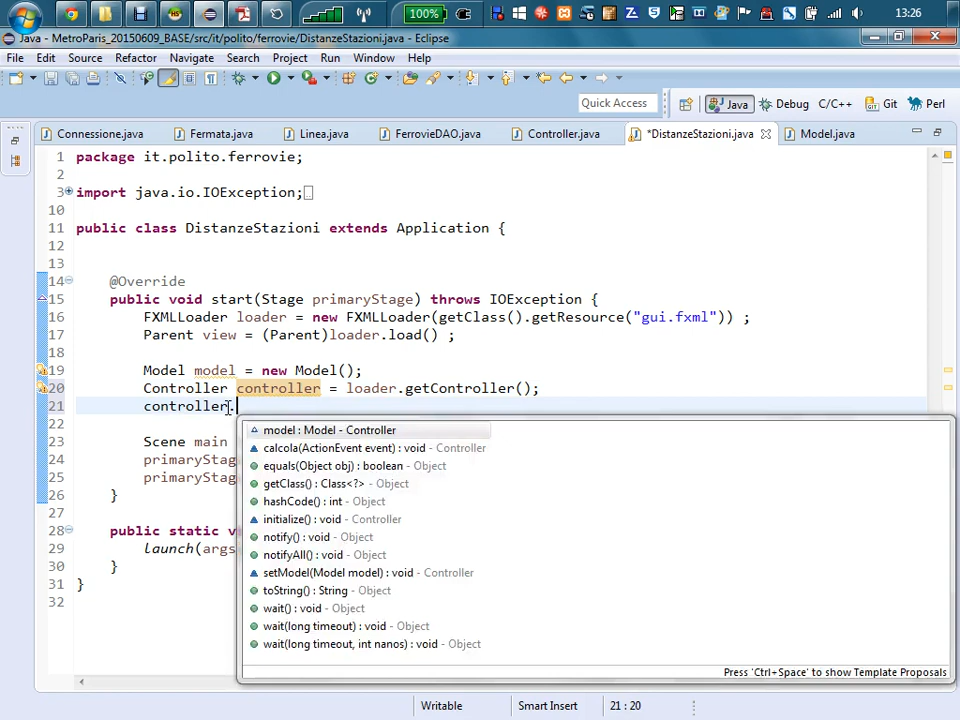 100%
13:26
Java - MetroParis_20150609_BASE/src/it/polito/ferrovie/DistanzeStazioni.java - Eclipse
File Edit Source Refactor Navigate Search Project Run Window Help
Quick Access
Java
Debug
C/C++
Git
Perl
Connessione.java
Fermata.java
Linea.java
FerrovieDAO.java
Controller.java
*DistanzeStazioni.java
Model.java
1 package it.polito.ferrovie;
2
3 import java.io.IOException;
10
11 public class DistanzeStazioni extends Application {
12
13
14 @Override
15 public void start(Stage primaryStage) throws IOException {
16 FXMLLoader loader = new FXMLLoader(getClass().getResource("gui.fxml")) ;
17 Parent view = (Parent)loader.load() ;
18
19 Model model = new Model();
20 Controller controller = loader.getController();
21 controller.
22
23 Scene main
24 primaryStag
25 primaryStag
26 }
27
28 public static v
29 launch(args
30 }
31 }
32
model : Model - Controller
calcola(ActionEvent event) : void - Controller
equals(Object obj) : boolean - Object
getClass() : Class<?> - Object
hashCode() : int - Object
initialize() : void - Controller
notify() : void - Object
notifyAll() : void - Object
setModel(Model model) : void - Controller
toString() : String - Object
wait() : void - Object
wait(long timeout) : void - Object
wait(long timeout, int nanos) : void - Object
Press 'Ctrl+Space' to show Template Proposals
Writable
Smart Insert
21 : 20